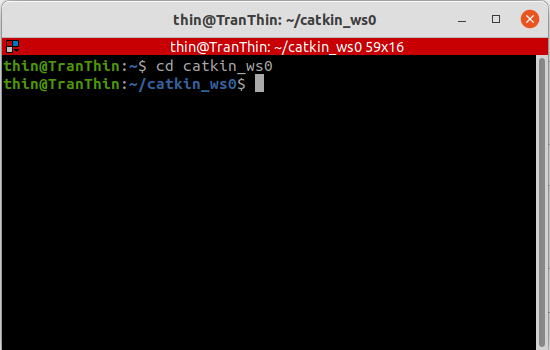 thin@TranThin: ~/catkin_ws0
thin@TranThin: ~/catkin_ws0 59x16
thin@TranThin:~$ cd catkin_ws0
thin@TranThin:~/catkin_ws0$